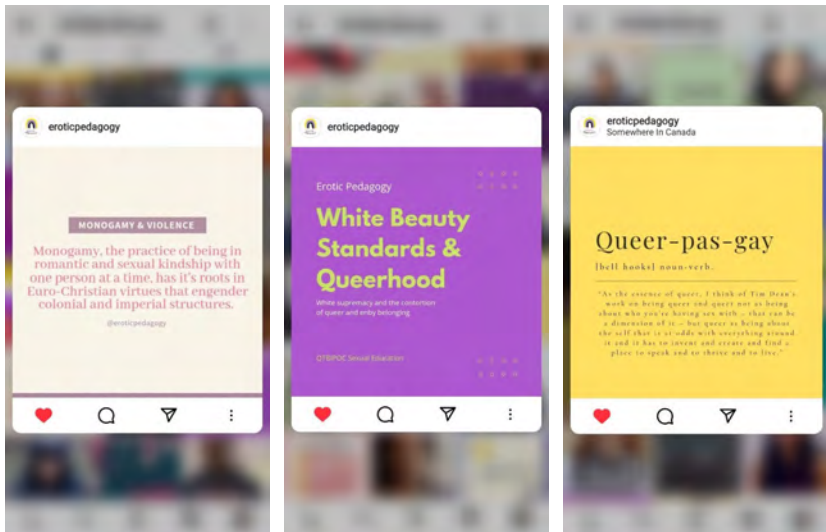 eroticpedagogy
MONOGAMY & VIOLENCE
Monogamy, the practice of being in
romantic and sexual kindship with
one person at a time, has it's roots in
Euro-Christian virtues that engender
colonial and imperial structures.
@eroticpedagogy
eroticpedagogy
Erotic Pedagogy
White Beauty
Standards &
Queerhood
White supremacy and the contortion
of queer and enby belonging
QTBIPOC Sexual Education
eroticpedagogy
Somewhere In Canada
Queer-pas-gay
[bell hooks] noun-verb.
"As the essence of queer, I think of Tim Dean's
work on being queer and queer not as being
about who you're having sex with – that can be
a dimension of it – but queer as being about
the self that is at odds with everything around
it and it has to invent and create and find a
place to speak and to thrive and to live."